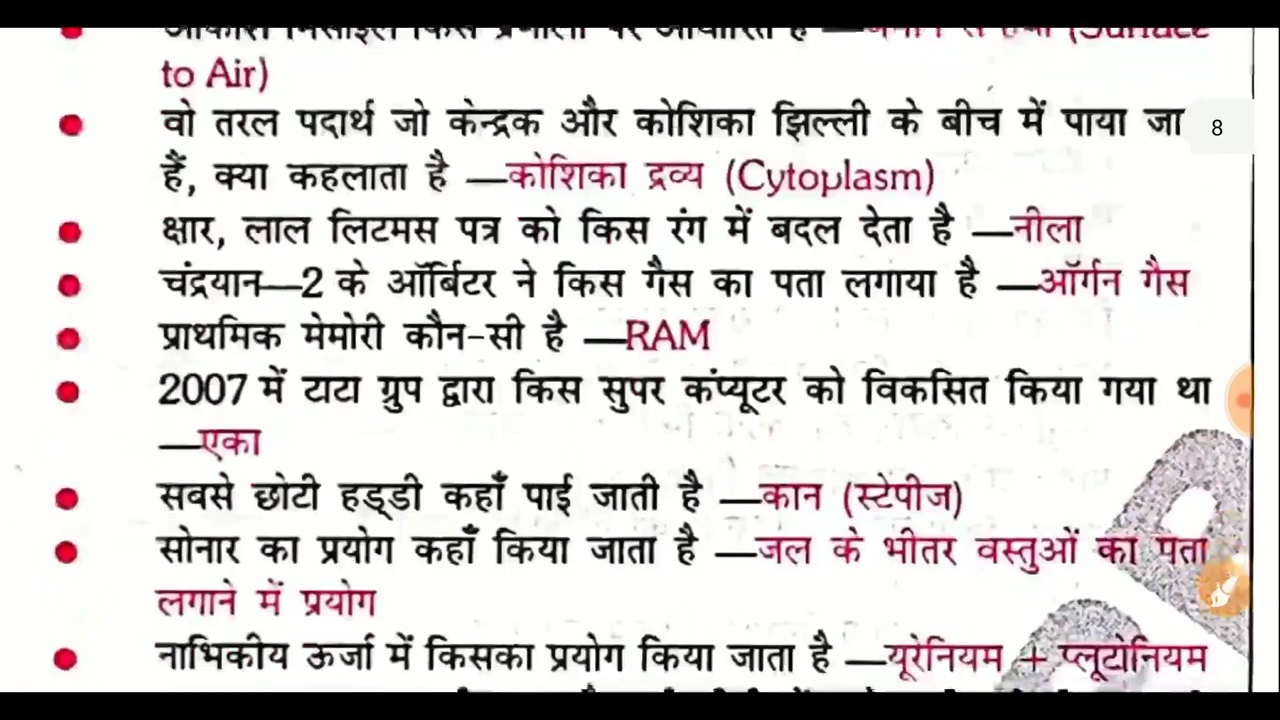 to Air)
वो तरल पदार्थ जो केन्द्रक और कोशिका झिल्ली के बीच में पाया जा
8
हैं, क्या कहलाता है —कोशिका द्रव्य (Cytoplasm)
क्षार, लाल लिटमस पत्र को किस रंग में बदल देता है —नीला
चंद्रयान—2 के ऑर्बिटर ने किस गैस का पता लगाया है —ऑर्गन गैस
प्राथमिक मेमोरी कौन-सी है —RAM
2007 में टाटा ग्रुप द्वारा किस सुपर कंप्यूटर को विकसित किया गया था
—एका
सबसे छोटी हड्डी कहाँ पाई जाती है —कान (स्टेपीज)
सोनार का प्रयोग कहाँ किया जाता है —जल के भीतर वस्तुओं का पता
लगाने में प्रयोग
नाभिकीय ऊर्जा में किसका प्रयोग किया जाता है —यूरेनियम + प्लूटोनियम